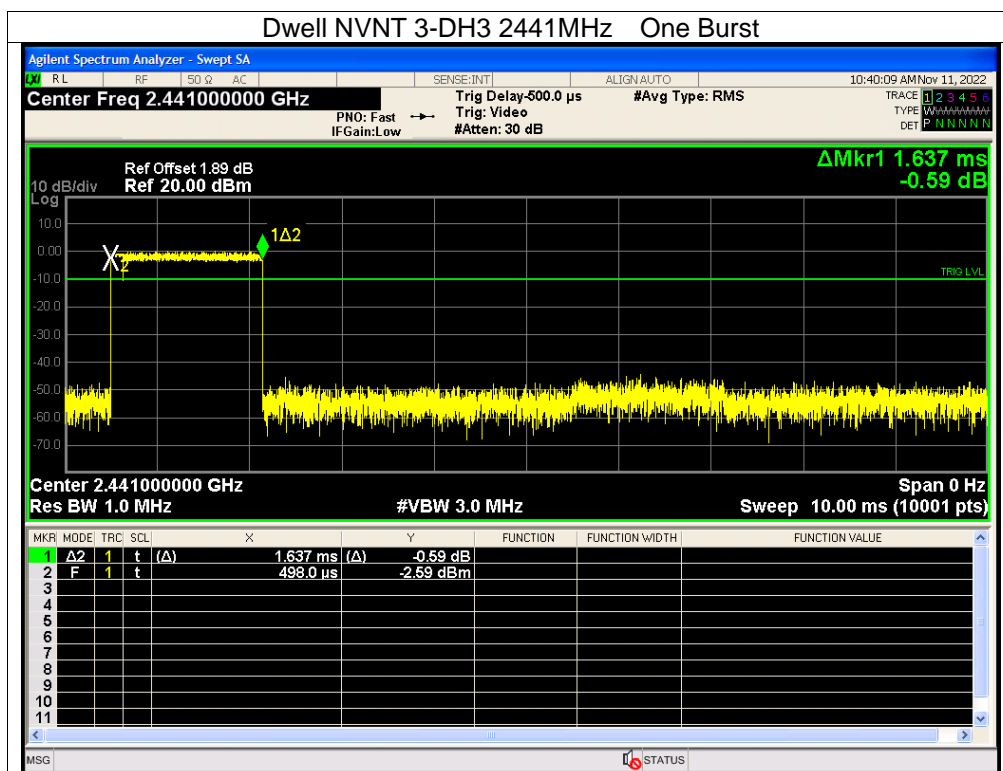 Dwell NVNT 3-DH3 2441MHz One Burst
Agilent Spectrum Analyzer - Swept SA
LXI RL RF 50 Ω AC SENSE:INT ALIGN AUTO 10:40:09 AM Nov 11, 2022
Center Freq 2.441000000 GHz Trig Delay-500.0 µs #Avg Type: RMS TRACE 1 2 3 4 5 6
PNO: Fast Trig: Video TYPE WWWWWW
IFGain:Low #Atten: 30 dB DET P N N N N N
ΔMkr1 1.637 ms
Ref Offset 1.89 dB
10 dB/div Ref 20.00 dBm -0.59 dB
Log
10.0
1Δ2
0.00
2
-10.0
TRIG LVL
-20.0
-30.0
-40.0
-50.0
-60.0
-70.0
Center 2.441000000 GHz Span 0 Hz
Res BW 1.0 MHz #VBW 3.0 MHz Sweep 10.00 ms (10001 pts)
MKR MODE TRC SCL X Y FUNCTION FUNCTION WIDTH FUNCTION VALUE
1 Δ2 1 t (Δ) 1.637 ms (Δ) -0.59 dB
2 F 1 t 498.0 µs -2.59 dBm
3
4
5
6
7
8
9
10
11
MSG STATUS